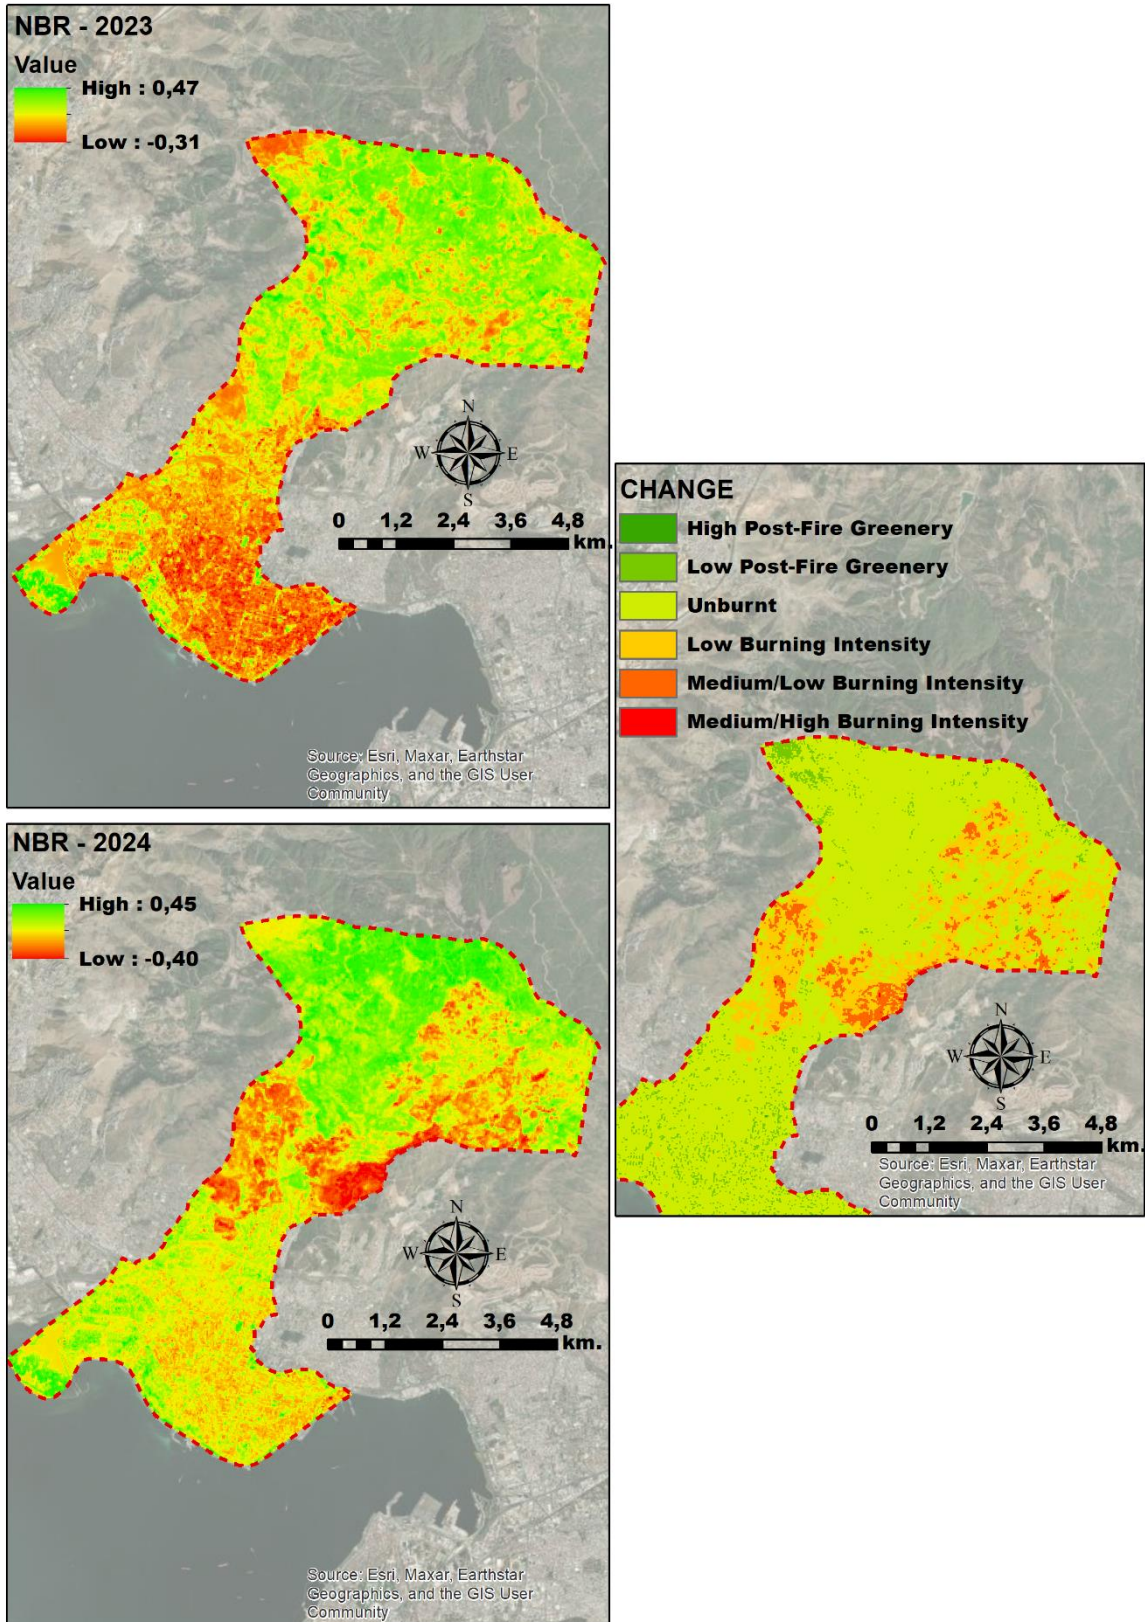 NBR - 2023
Value
High : 0,47
Low : -0,31
N
W
E
S
0 1,2 2,4 3,6 4,8
km.
Source: Esri, Maxar, Earthstar
Geographics, and the GIS User
Community
CHANGE
High Post-Fire Greenery
Low Post-Fire Greenery
Unburnt
Low Burning Intensity
Medium/Low Burning Intensity
Medium/High Burning Intensity
N
W
E
S
0 1,2 2,4 3,6 4,8
km.
Source: Esri, Maxar, Earthstar
Geographics, and the GIS User
Community
NBR - 2024
Value
High : 0,45
Low : -0,40
N
W
E
S
0 1,2 2,4 3,6 4,8
km.
Source: Esri, Maxar, Earthstar
Geographics, and the GIS User
Community